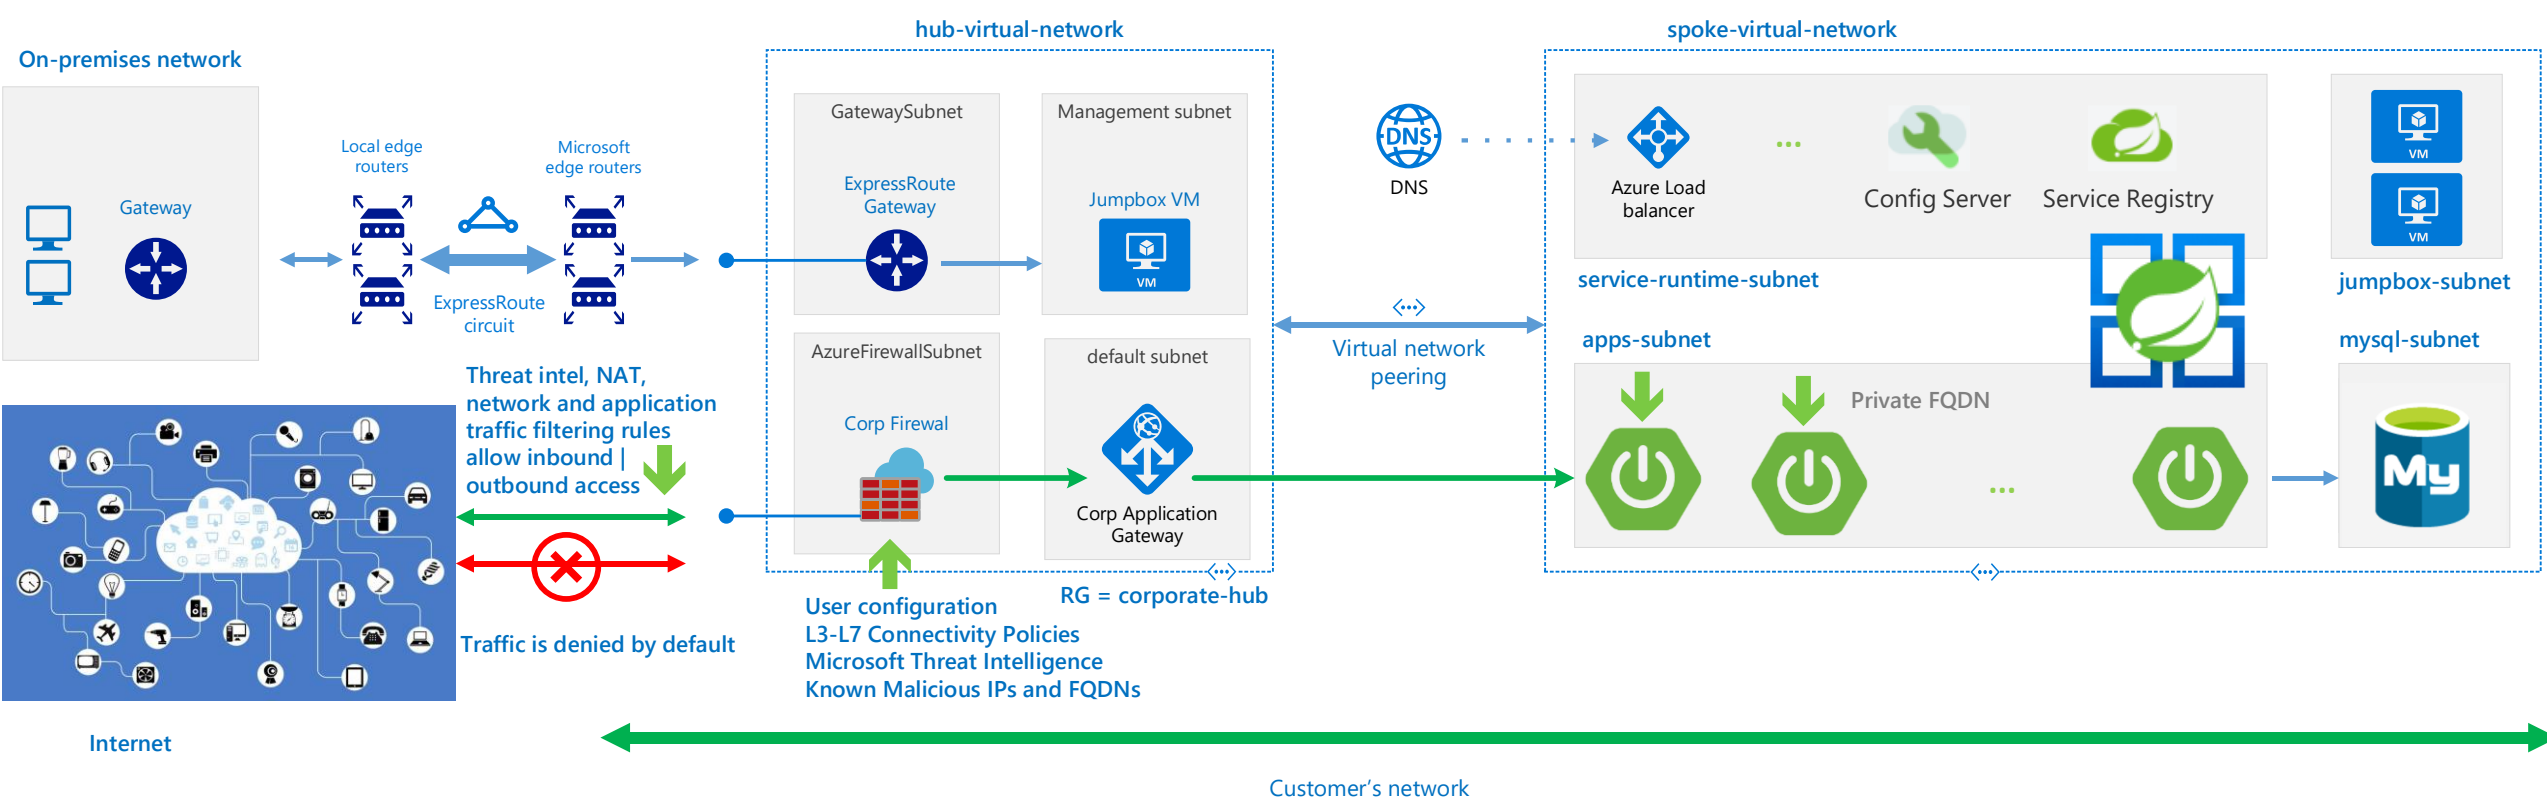 hub-virtual-network
spoke-virtual-network
On-premises network
Gateway
Local edge
routers
Microsoft
edge routers
ExpressRoute
circuit
GatewaySubnet
ExpressRoute
Gateway
Management subnet
Jumpbox VM
VM
AzureFirewallSubnet
Corp Firewal
default subnet
Corp Application
Gateway
RG = corporate-hub
Virtual network
peering
DNS
DNS
Azure Load
balancer
...
Config Server
Service Registry
service-runtime-subnet
VM
VM
jumpbox-subnet
apps-subnet
Private FQDN
...
mysql-subnet
My
Threat intel, NAT,
network and application
traffic filtering rules
allow inbound |
outbound access
Traffic is denied by default
User configuration
L3-L7 Connectivity Policies
Microsoft Threat Intelligence
Known Malicious IPs and FQDNs
Internet
Customer's network